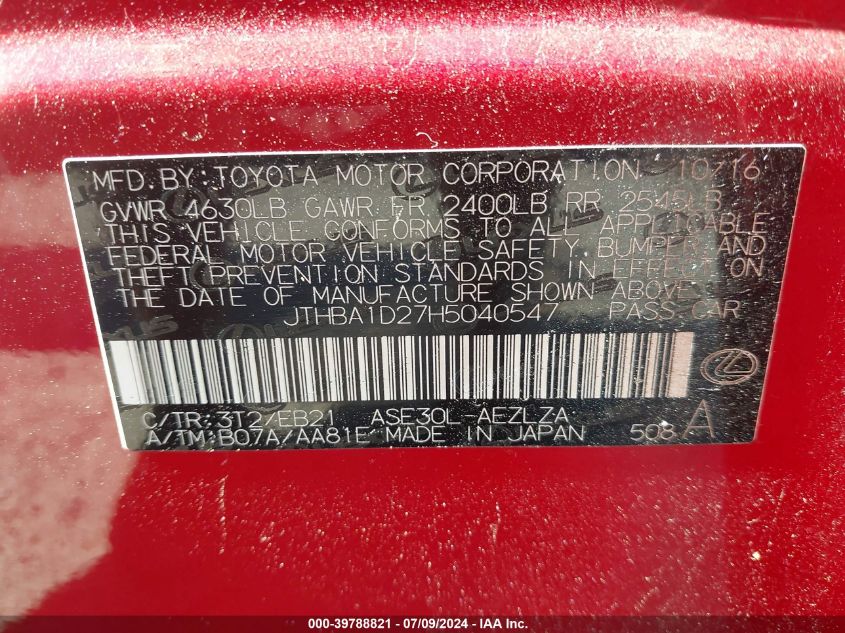 MFD. BY: TOYOTA MOTOR CORPORATION 10/16
GVWR 4630LB GAWR FR 2400LB RR 2545LB
THIS VEHICLE CONFORMS TO ALL APPLICABLE
FEDERAL MOTOR VEHICLE SAFETY, BUMPER, AND
THEFT PREVENTION STANDARDS IN EFFECT ON
THE DATE OF MANUFACTURE SHOWN ABOVE.
JTHBA1D27H5040547 PASS. CAR
C/TR: 3T2/EB21 ASE30L-AEZLZA
A/TM: B07A/AA81E MADE IN JAPAN 508 A
000-39788821 - 07/09/2024 - IAA Inc.